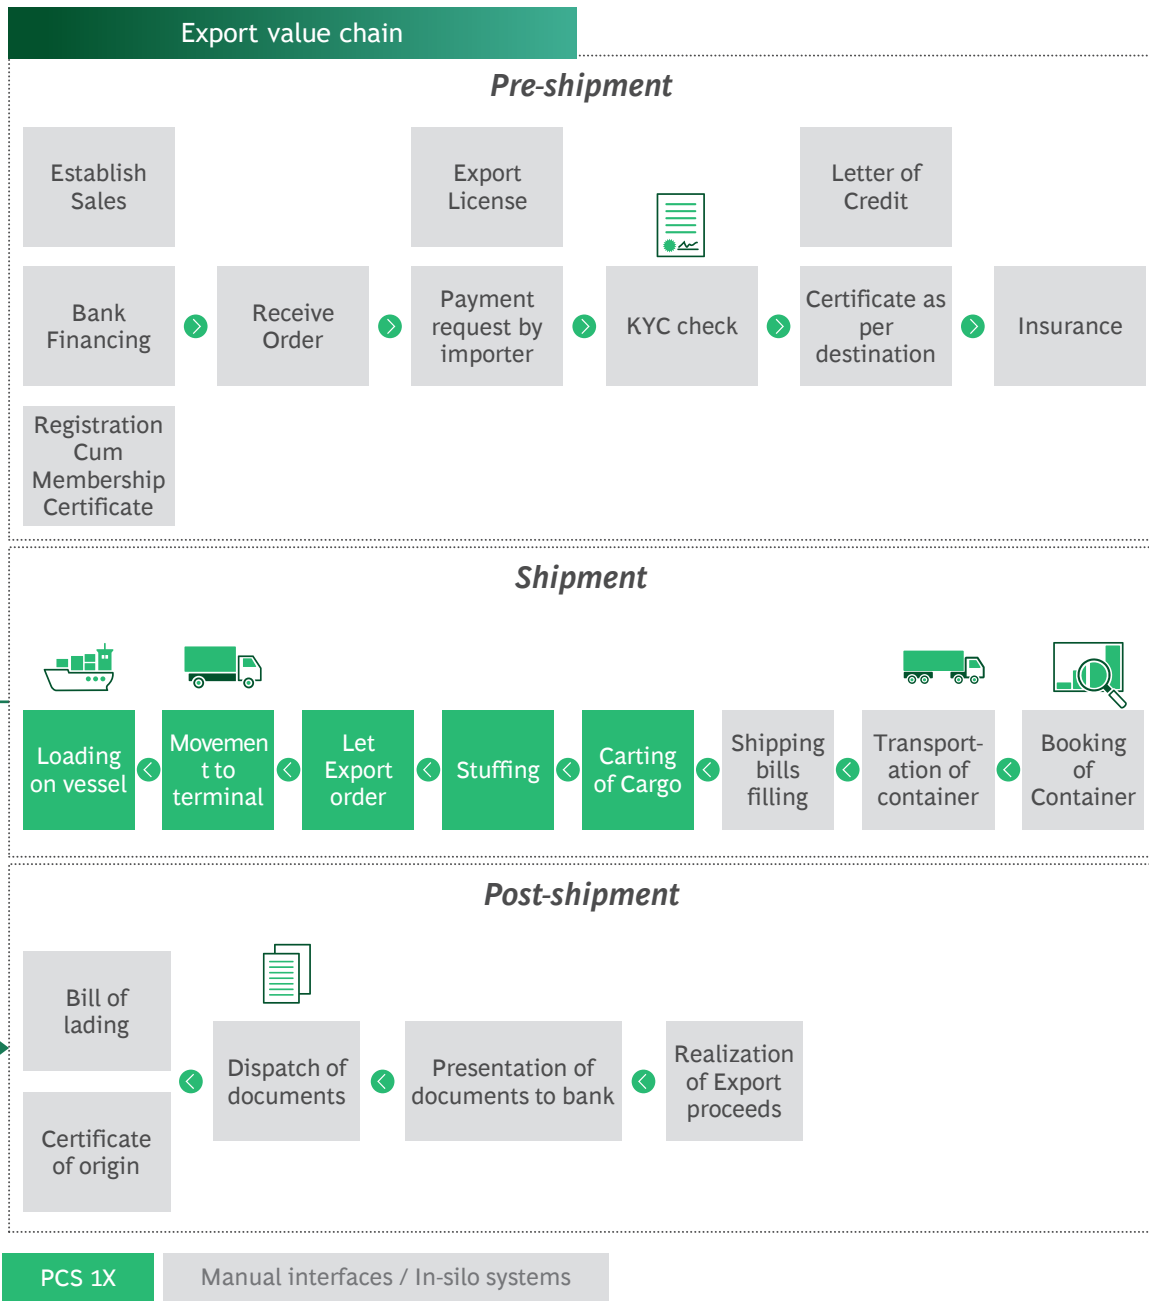 Export value chain
Pre-shipment
Establish
Sales
Export
License
Letter of
Credit
Bank
Financing
Receive
Order
Payment
request by
importer
KYC check
Certificate as
per
destination
Insurance
Registration
Cum
Membership
Certificate
Shipment
Loading
on vessel
Movemen
t to
terminal
Let
Export
order
Stuffing
Carting
of Cargo
Shipping
bills
filling
Transport-
ation of
container
Booking
of
Container
Post-shipment
Bill of
lading
Certificate
of origin
Dispatch of
documents
Presentation of
documents to bank
Realization
of Export
proceeds
PCS 1X
Manual interfaces / In-silo systems